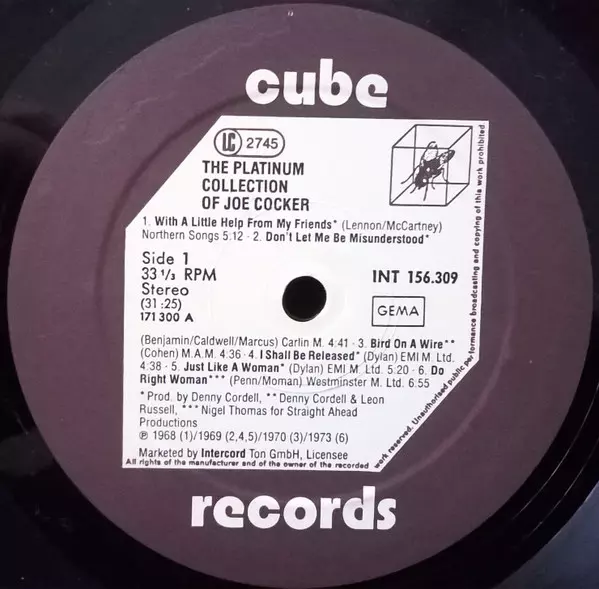 cube
LC 2745
THE PLATINUM
COLLECTION
OF JOE COCKER
1. With A Little Help From My Friends* (Lennon/McCartney)
Northern Songs 5:12 · 2. Don't Let Me Be Misunderstood*
Side 1
33 1/3 RPM
Stereo
(31:25)
171 300 A
INT 156.309
GEMA
(Benjamin/Caldwell/Marcus) Carlin M. 4:41 · 3. Bird On A Wire**
(Cohen) M.A.M. 4:36 · 4. I Shall Be Released* (Dylan) EMI M. Ltd.
4:38 · 5. Just Like A Woman* (Dylan) EMI M. Ltd. 5:20 · 6. Do
Right Woman*** (Penn/Moman) Westminster M. Ltd. 6:55
* Prod. by Denny Cordell, ** Denny Cordell & Leon
Russell, *** Nigel Thomas for Straight Ahead
Productions
℗ 1968 (1)/1969 (2,4,5)/1970 (3)/1973 (6)
Marketed by Intercord Ton GmbH, Licensee
All rights of the manufacturer and of the owner of the recorded
work reserved. Unauthorised public performance broadcasting and copying of this work prohibited.
records